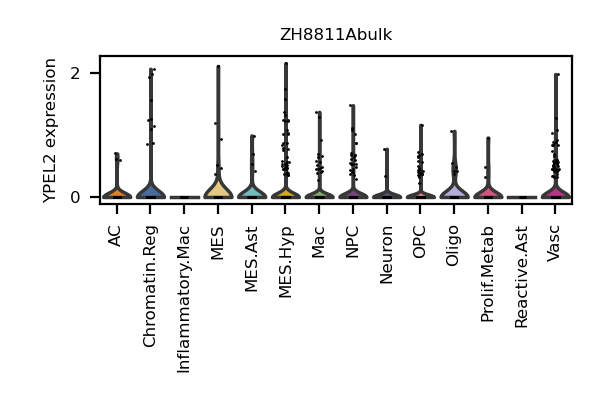 ZH8811Abulk
YPEL2 expression
2
0
AC
Chromatin.Reg
Inflammatory.Mac
MES
MES.Ast
MES.Hyp
Mac
NPC
Neuron
OPC
Oligo
Prolif.Metab
Reactive.Ast
Vasc